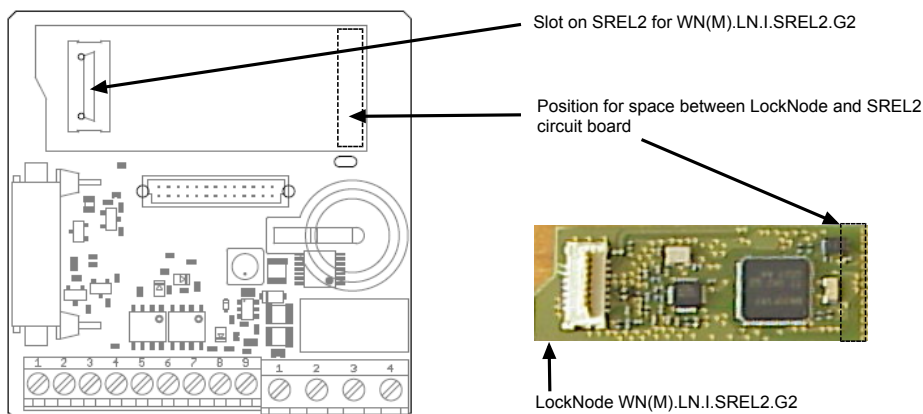 Slot on SREL2 for WN(M).LN.I.SREL2.G2
Position for space between LockNode and SREL2
circuit board
1 2 3 4 5 6 7 8 9
1 2 3 4
LockNode WN(M).LN.I.SREL2.G2